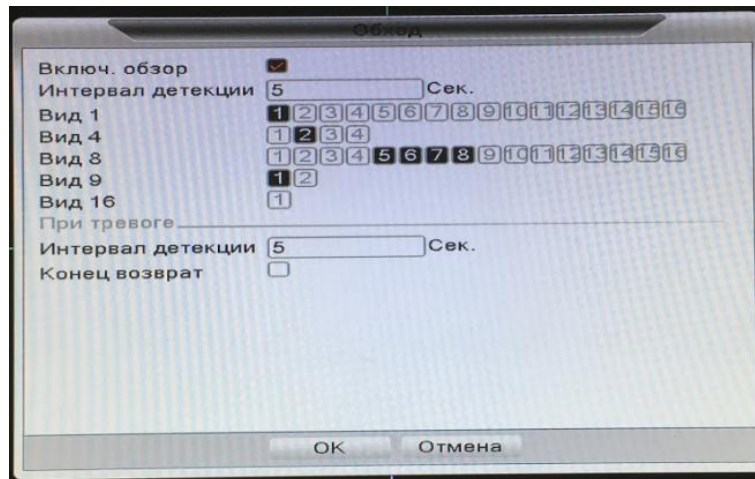 Обход
Включ. обзор
Интервал детекции 5 Сек.
Вид 1 1 2 3 4 5 6 7 8 9 10 11 12 13 14 15 16
Вид 4 1 2 3 4
Вид 8 1 2 3 4 5 6 7 8 9 10 11 12 13 14 15 16
Вид 9 1 2
Вид 16 1
При тревоге
Интервал детекции 5 Сек.
Конец возврат
OK Отмена